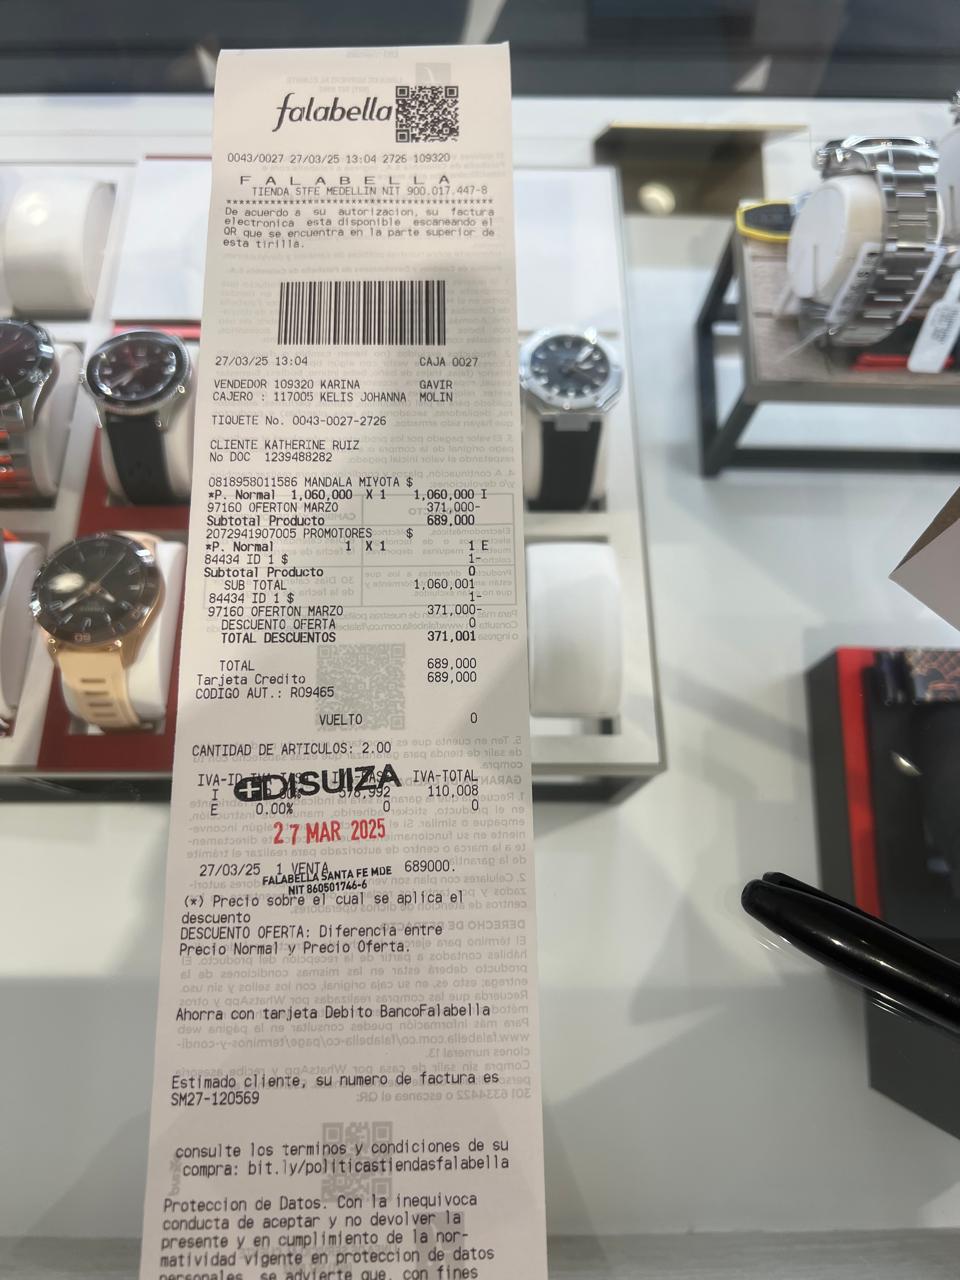 falabella
0043/0027 27/03/25 13:04 2726 109320
F A L A B E L L A
TIENDA STFE MEDELLIN NIT 900.017.447-8
De acuerdo a su autorizacion, su factura
electronica esta disponible escaneando el
QR que se encuentra en la parte superior de
esta tirilla.
27/03/25 13:04 CAJA 0027
VENDEDOR 109320 KARINA GAVIR
CAJERO : 117005 KELIS JOHANNA MOLIN
TIQUETE No. 0043-0027-2726
CLIENTE KATHERINE RUIZ
No DOC 1239488282
0818958011586 MANDALA MIYOTA $
*P. Normal 1,060,000 X 1 1,060,000 I
97160 OFERTON MARZO 371,000-
Subtotal Producto 689,000
2072941907005 PROMOTORES $
*P. Normal 1 X 1 1 E
84434 ID 1 $ 1-
Subtotal Producto 0
SUB TOTAL 1,060,001
84434 ID 1 $ 1-
97160 OFERTON MARZO 371,000-
DESCUENTO OFERTA 0
TOTAL DESCUENTOS 371,001
TOTAL 689,000
Tarjeta Credito 689,000
CODIGO AUT.: R09465
VUELTO 0
CANTIDAD DE ARTICULOS: 2.00
IVA-ID IVA-TOTAL
DISUIZA
I 578,992 110,008
E 0.00% 0 0
27 MAR 2025
27/03/25 1 VENTA 689000.
FALABELLA SANTA FE MDE
NIT 860501746-6
(*) Precio sobre el cual se aplica el
descuento
DESCUENTO OFERTA: Diferencia entre
Precio Normal y Precio Oferta.
Ahorra con tarjeta Debito BancoFalabella
Estimado cliente, su numero de factura es
SM27-120569
consulte los terminos y condiciones de su
compra: bit.ly/politicastiendasfalabella
Proteccion de Datos. Con la inequivoca
conducta de aceptar y no devolver la
presente y en cumplimiento de la nor-
matividad vigente en proteccion de datos
personales, se advierte que, con fines